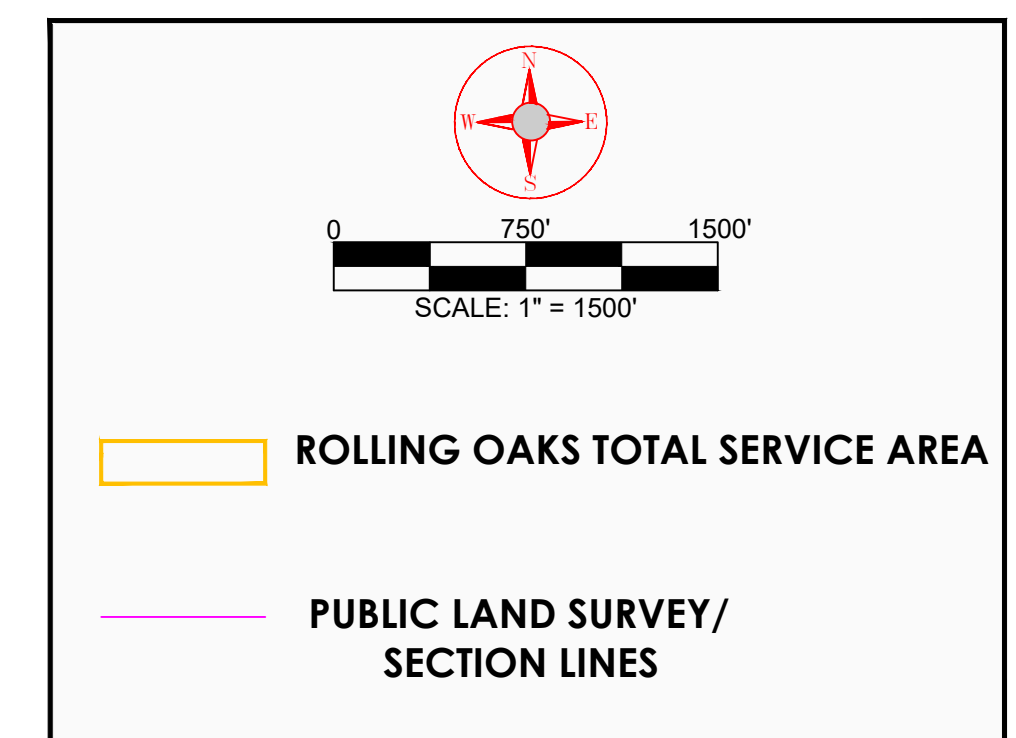 N
W E
S
0 750' 1500'
SCALE: 1" = 1500'
ROLLING OAKS TOTAL SERVICE AREA
PUBLIC LAND SURVEY/
SECTION LINES